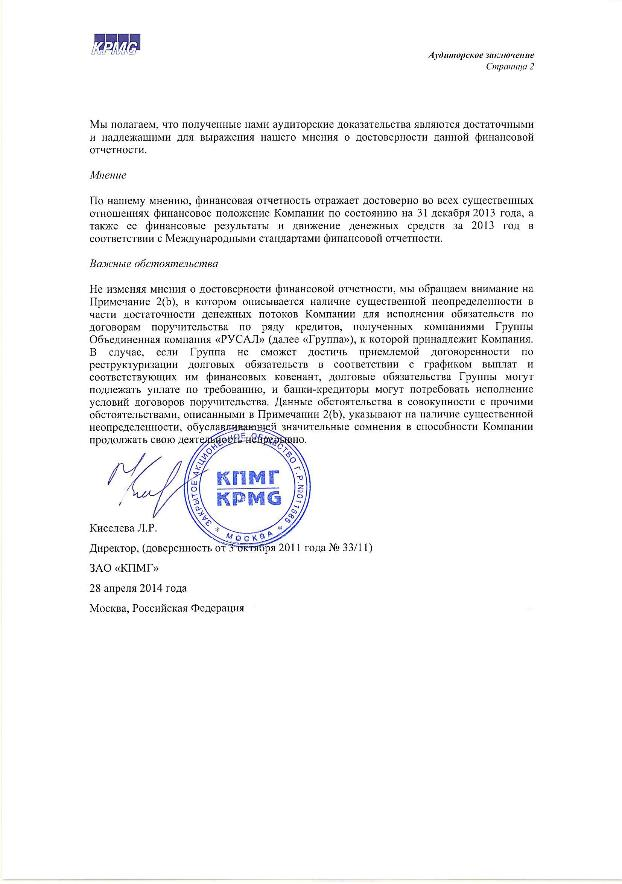 KPMG
Аудиторское заключение
Страница 2
Мы полагаем, что полученные нами аудиторские доказательства являются достаточными
и надлежащими для выражения нашего мнения о достоверности данной финансовой
отчетности.
Мнение
По нашему мнению, финансовая отчетность отражает достоверно во всех существенных
отношениях финансовое положение Компании по состоянию на 31 декабря 2013 года, а
также ее финансовые результаты и движение денежных средств за 2013 год в
соответствии с Международными стандартами финансовой отчетности.
Важные обстоятельства
Не изменяя мнения о достоверности финансовой отчетности, мы обращаем внимание на
Примечание 2(b), в котором описывается наличие существенной неопределенности в
части достаточности денежных потоков Компании для исполнения обязательств по
договорам поручительства по ряду кредитов, полученных компаниями Группы
Объединенная компания «РУСАЛ» (далее «Группа»), к которой принадлежит Компания.
В случае, если Группа не сможет достичь приемлемой договоренности по
реструктуризации долговых обязательств в соответствии с графиком выплат и
соответствующих им финансовых ковенант, долговые обязательства Группы могут
подлежать уплате по требованию, и банки-кредиторы могут потребовать исполнение
условий договоров поручительства. Данные обстоятельства в совокупности с прочими
обстоятельствами, описанными в Примечании 2(b), указывают на наличие существенной
неопределенности, обуславливающей значительные сомнения в способности Компании
продолжать свою деятельность непрерывно.
ЗАКРЫТОЕ АКЦИОНЕРНОЕ ОБЩЕСТВО
КПМГ
KPMG
МОСКВА
Киселева Л.Р.
Директор, (доверенность от 3 октября 2011 года № 33/11)
ЗАО «КПМГ»
28 апреля 2014 года
Москва, Российская Федерация